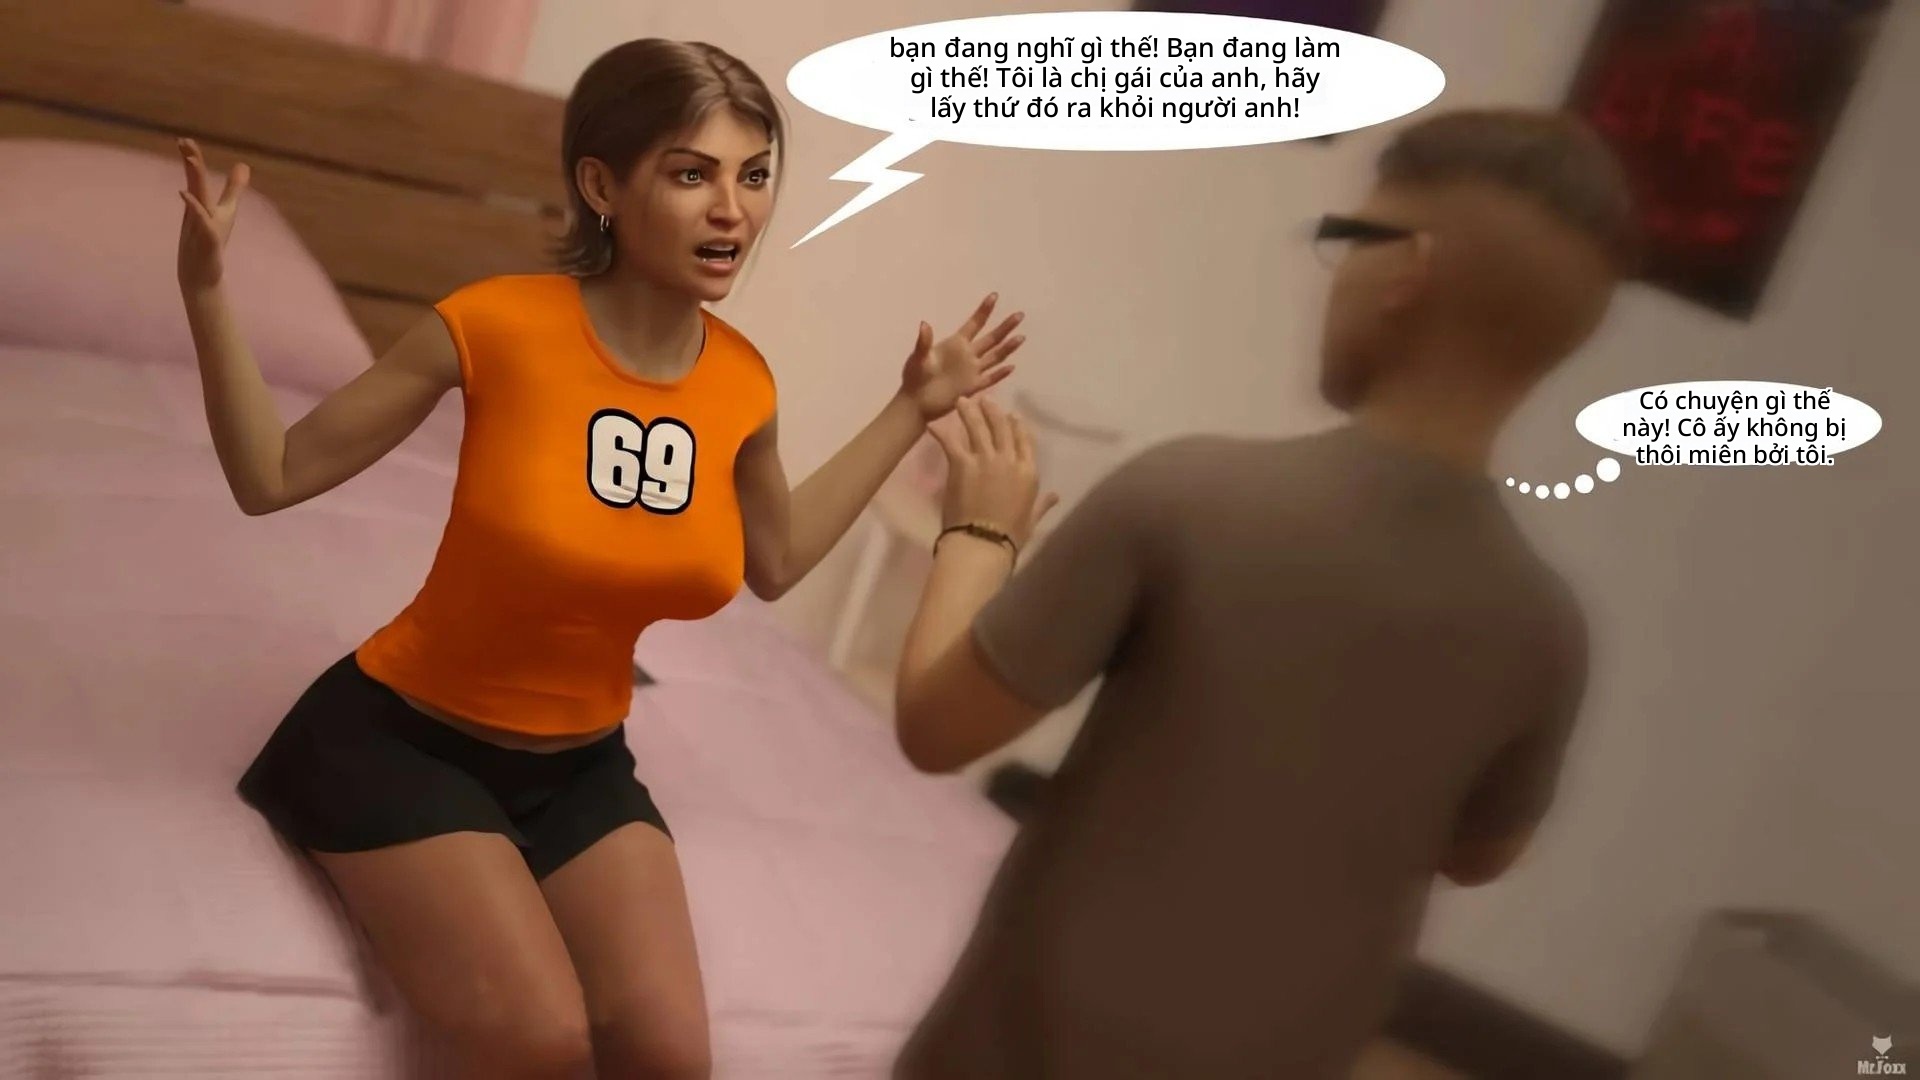 bạn đang nghĩ gì thế! Bạn đang làm
gì thế! Tôi là chị gái của anh, hãy
lấy thứ đó ra khỏi người anh!
69
Có chuyện gì thế
này! Cô ấy không bị
thôi miên bởi tôi.
Mr.Foxx